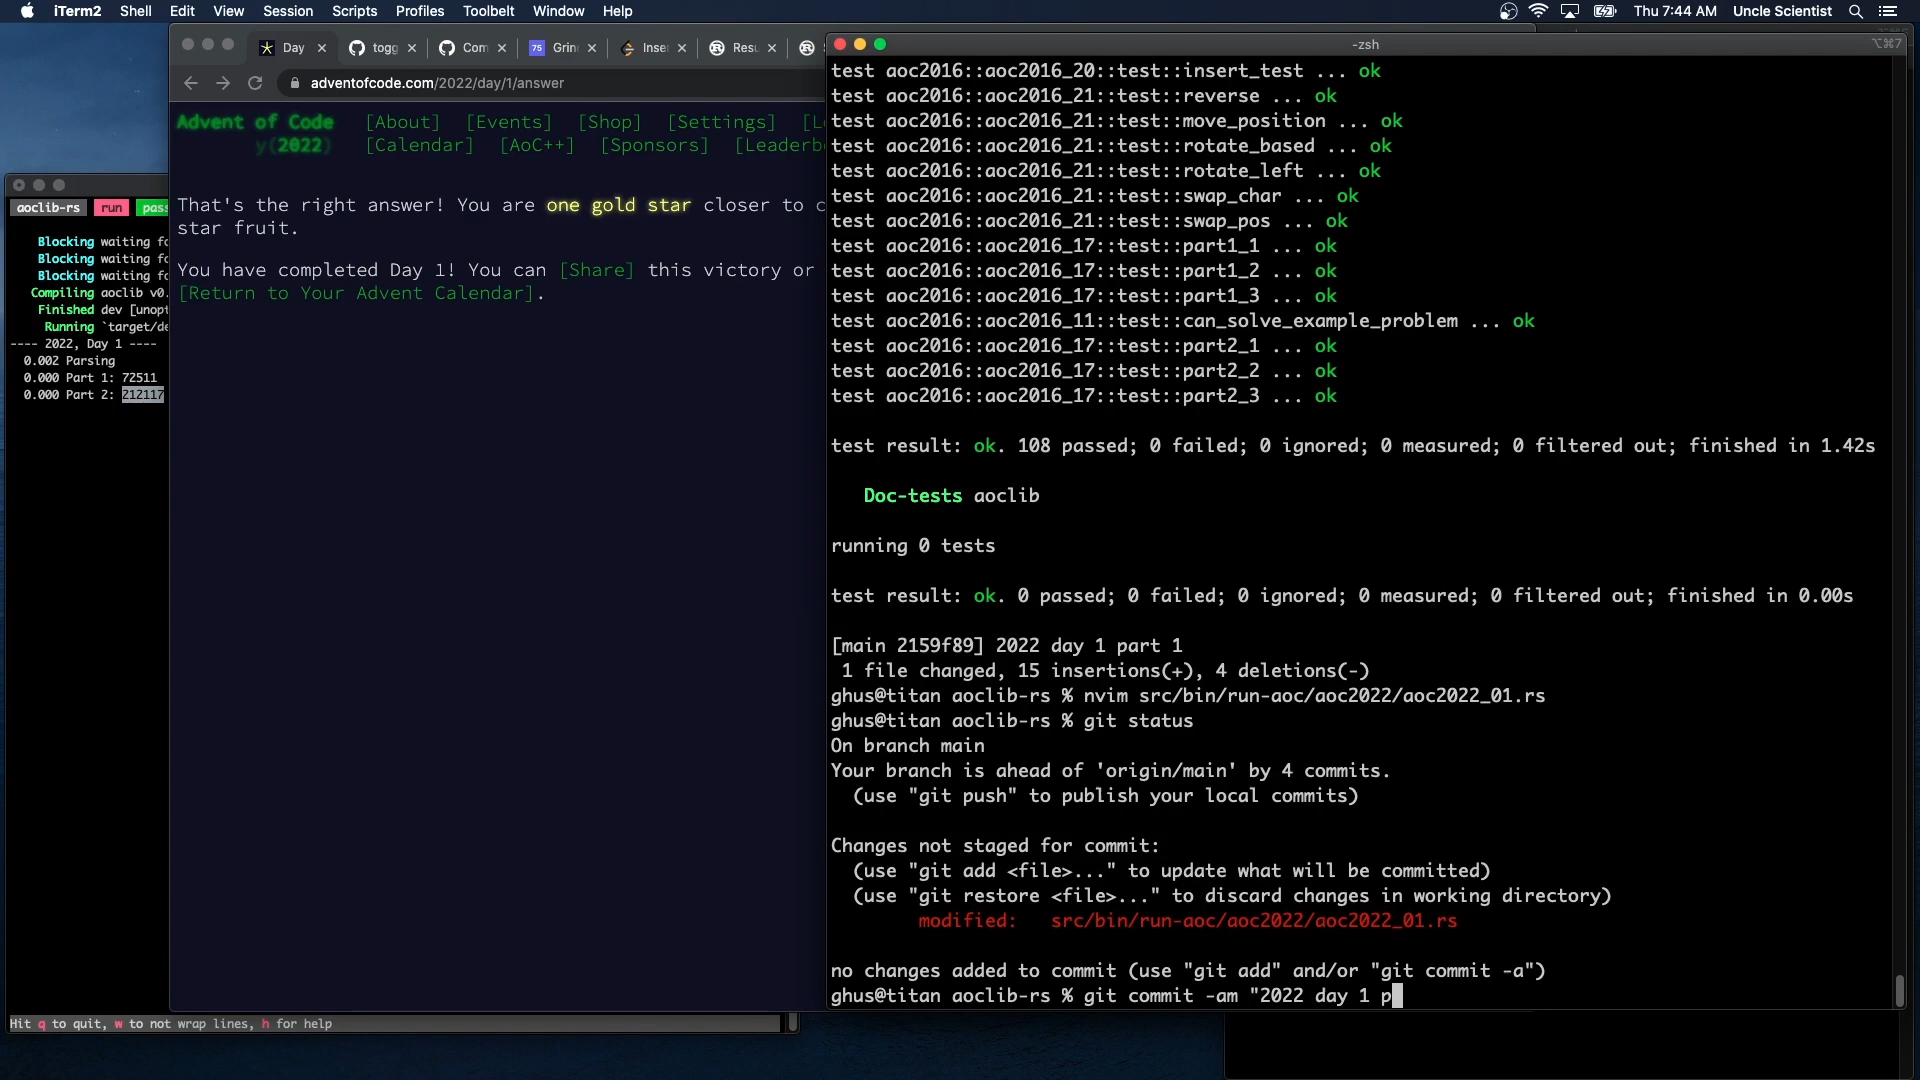 iTerm2 Shell Edit View Session Scripts Profiles Toolbelt Window Help Thu 7:44 AM Uncle Scientist
Day togg Com 75 Grin Inse Resu
adventofcode.com/2022/day/1/answer
Advent of Code [About] [Events] [Shop] [Settings] [L
y(2022) [Calendar] [AoC++] [Sponsors] [Leaderb
That's the right answer! You are one gold star closer to c
star fruit.
You have completed Day 1! You can [Share] this victory or
[Return to Your Advent Calendar].
aoclib-rs run pass
Blocking waiting fo
Blocking waiting fo
Blocking waiting fo
Compiling aoclib v0.
Finished dev [unopt
Running `target/de
---- 2022, Day 1 ----
0.002 Parsing
0.000 Part 1: 72511
0.000 Part 2: 212117
Hit q to quit, w to not wrap lines, h for help
-zsh ⌥⌘7
test aoc2016::aoc2016_20::test::insert_test ... ok
test aoc2016::aoc2016_21::test::reverse ... ok
test aoc2016::aoc2016_21::test::move_position ... ok
test aoc2016::aoc2016_21::test::rotate_based ... ok
test aoc2016::aoc2016_21::test::rotate_left ... ok
test aoc2016::aoc2016_21::test::swap_char ... ok
test aoc2016::aoc2016_21::test::swap_pos ... ok
test aoc2016::aoc2016_17::test::part1_1 ... ok
test aoc2016::aoc2016_17::test::part1_2 ... ok
test aoc2016::aoc2016_17::test::part1_3 ... ok
test aoc2016::aoc2016_11::test::can_solve_example_problem ... ok
test aoc2016::aoc2016_17::test::part2_1 ... ok
test aoc2016::aoc2016_17::test::part2_2 ... ok
test aoc2016::aoc2016_17::test::part2_3 ... ok
test result: ok. 108 passed; 0 failed; 0 ignored; 0 measured; 0 filtered out; finished in 1.42s
Doc-tests aoclib
running 0 tests
test result: ok. 0 passed; 0 failed; 0 ignored; 0 measured; 0 filtered out; finished in 0.00s
[main 2159f89] 2022 day 1 part 1
1 file changed, 15 insertions(+), 4 deletions(-)
ghus@titan aoclib-rs % nvim src/bin/run-aoc/aoc2022/aoc2022_01.rs
ghus@titan aoclib-rs % git status
On branch main
Your branch is ahead of 'origin/main' by 4 commits.
(use "git push" to publish your local commits)
Changes not staged for commit:
(use "git add <file>..." to update what will be committed)
(use "git restore <file>..." to discard changes in working directory)
modified: src/bin/run-aoc/aoc2022/aoc2022_01.rs
no changes added to commit (use "git add" and/or "git commit -a")
ghus@titan aoclib-rs % git commit -am "2022 day 1 p